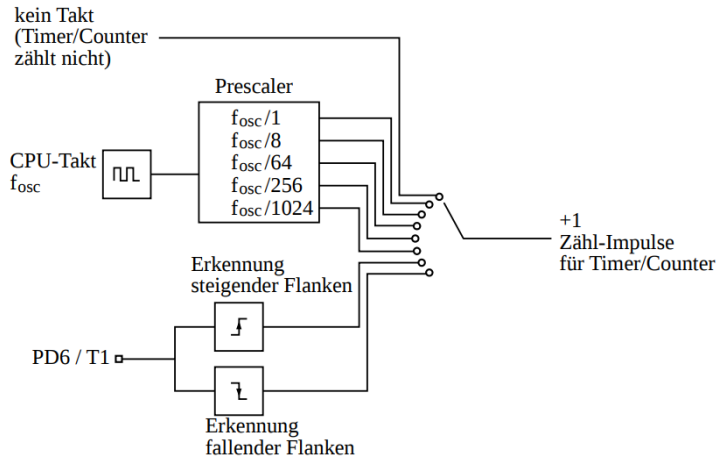 kein Takt
(Timer/Counter
zählt nicht)
Prescaler
fosc/1
fosc/8
fosc/64
fosc/256
fosc/1024
CPU-Takt
fosc
+1
Zähl-Impulse
für Timer/Counter
Erkennung
steigender Flanken
PD6 / T1
Erkennung
fallender Flanken